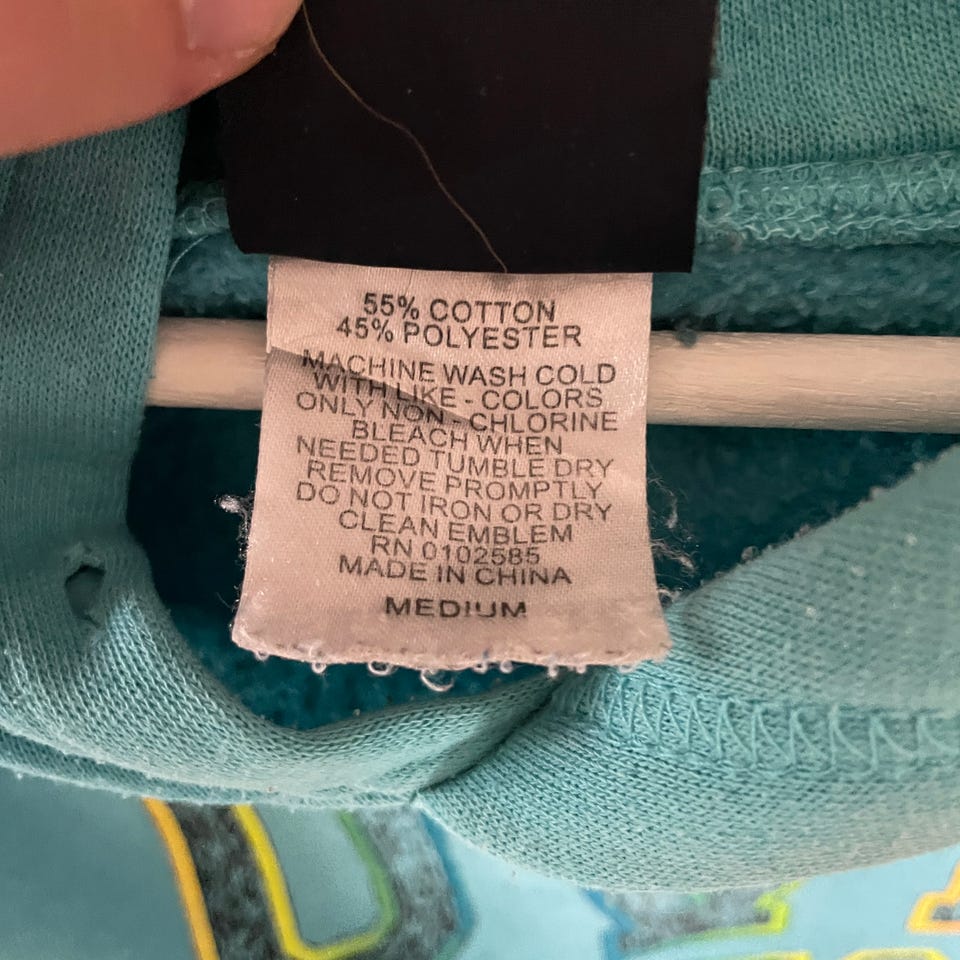 55% COTTON
45% POLYESTER
MACHINE WASH COLD
WITH LIKE - COLORS
ONLY NON - CHLORINE
BLEACH WHEN
NEEDED TUMBLE DRY
REMOVE PROMPTLY
DO NOT IRON OR DRY
CLEAN EMBLEM
RN 0102585
MADE IN CHINA
MEDIUM